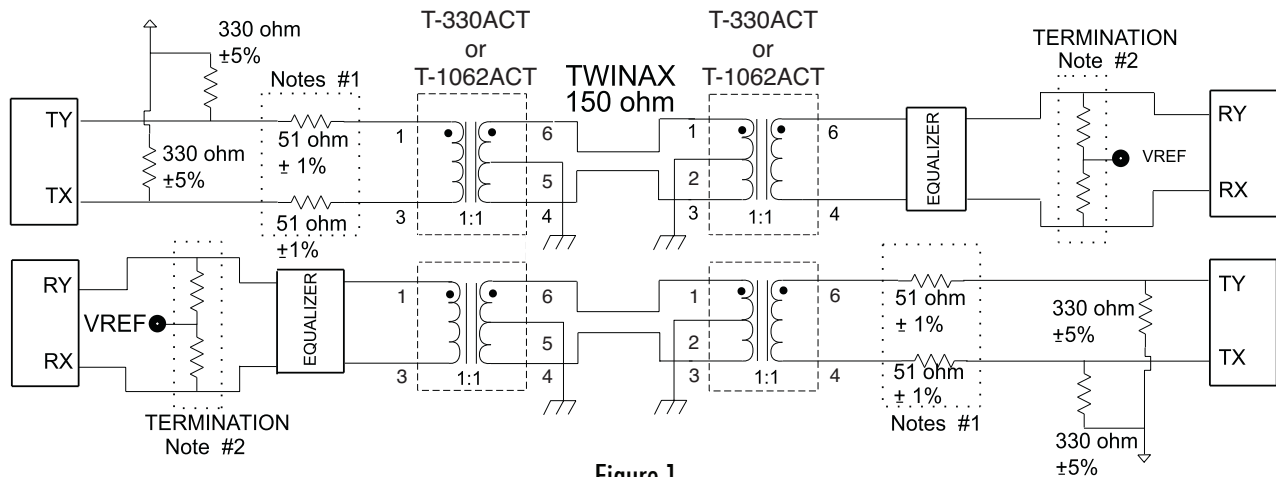 T-330ACT
or
T-1062ACT
T-330ACT
or
T-1062ACT
330 ohm
±5%
Notes #1
TWINAX
150 ohm
TERMINATION
Note #2
TY
TX
330 ohm
±5%
51 ohm
± 1%
51 ohm
±1%
1
3
1:1
6
5
4
1
2
3
1:1
6
4
EQUALIZER
VREF
RY
RX
RY
RX
VREF
EQUALIZER
1
3
1:1
6
5
4
1
2
3
1:1
6
4
51 ohm
± 1%
51 ohm
± 1%
330 ohm
±5%
TY
TX
TERMINATION
Note #2
Notes #1
330 ohm
±5%
Figure 1